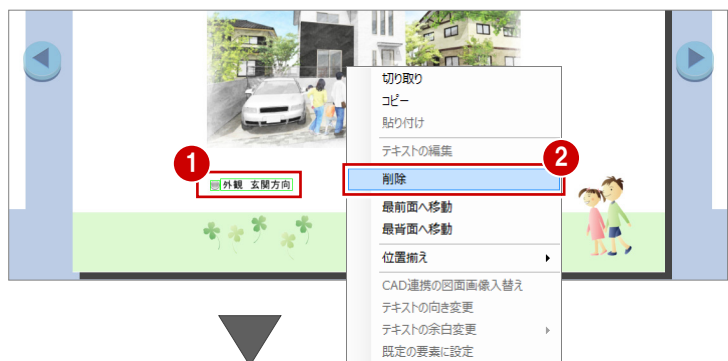 切り取り
コピー
貼り付け
テキストの編集
1
2
外観 玄関方向
削除
最前面へ移動
最背面へ移動
位置揃え
CAD連携の図面画像入替え
テキストの向き変更
テキストの余白変更
既定の要素に設定